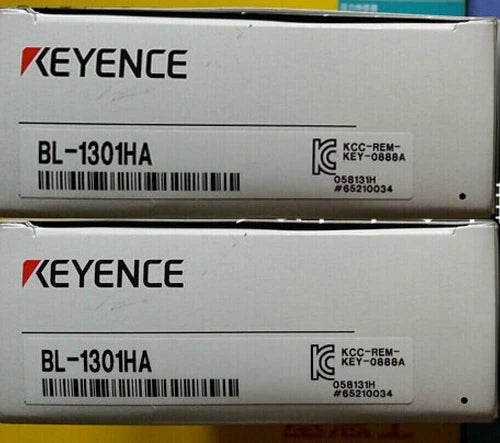 KEYENCE
BL-1301HA
KCC-REM-
KEY-0888A
058131H
#65210034
KEYENCE
BL-1301HA
KCC-REM-
KEY-0888A
058131H
#65210034